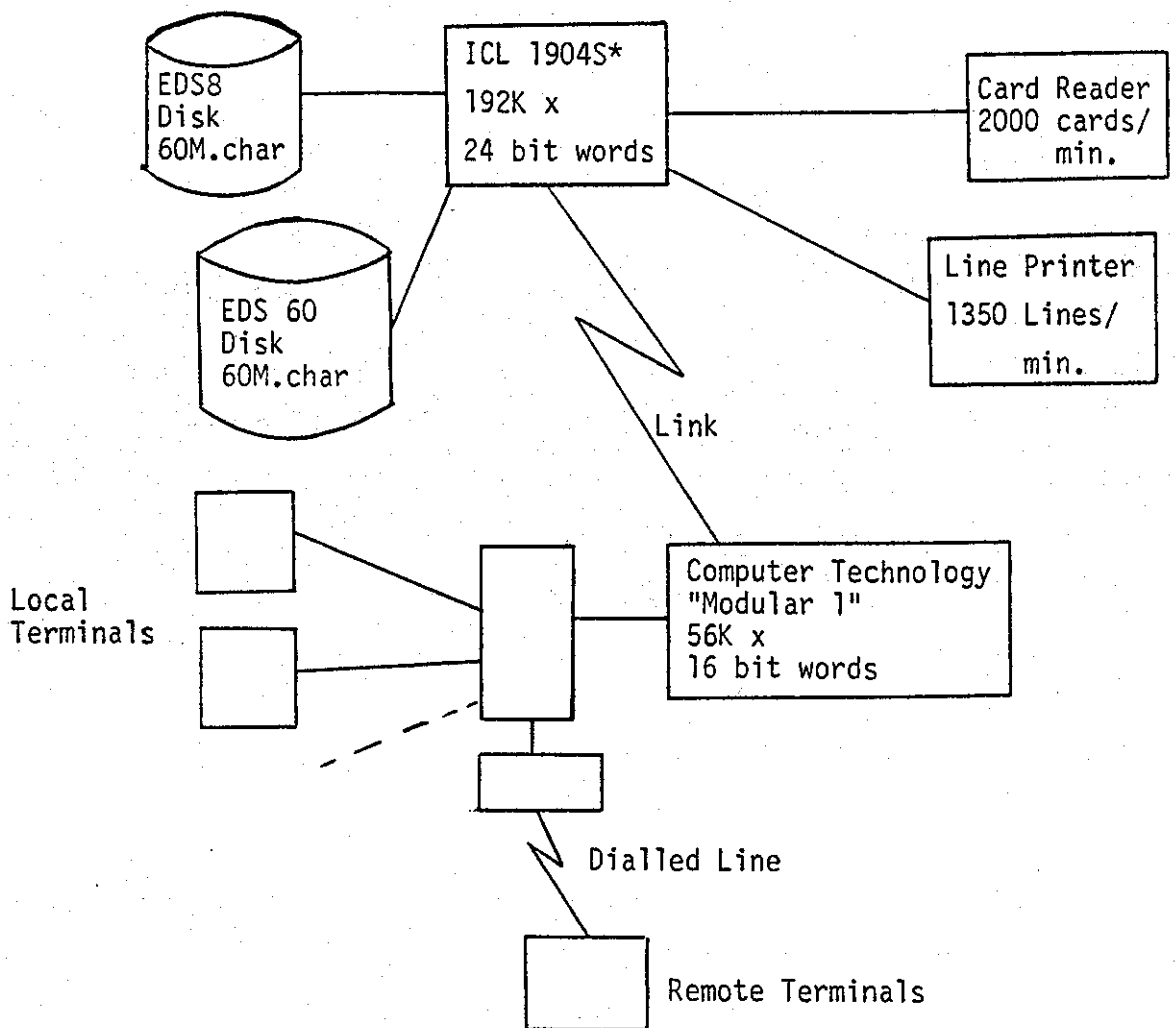 EDS8
Disk
60M.char
ICL 1904S*
192K x
24 bit words
Card Reader
2000 cards/
min.
EDS 60
Disk
60M.char
Line Printer
1350 Lines/
min.
Link
Local
Terminals
Computer Technology
"Modular 1"
56K x
16 bit words
Dialled Line
Remote Terminals